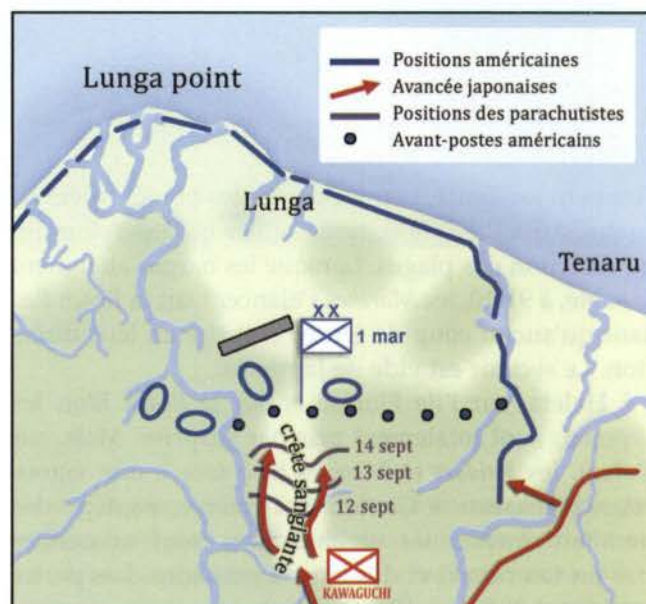 Positions américaines
Avancée japonaises
Positions des parachutistes
Avant-postes américains
Lunga point
Lunga
Tenaru
XX
1 mar
crête sanglante
14 sept
13 sept
12 sept
KAWAGUCHI